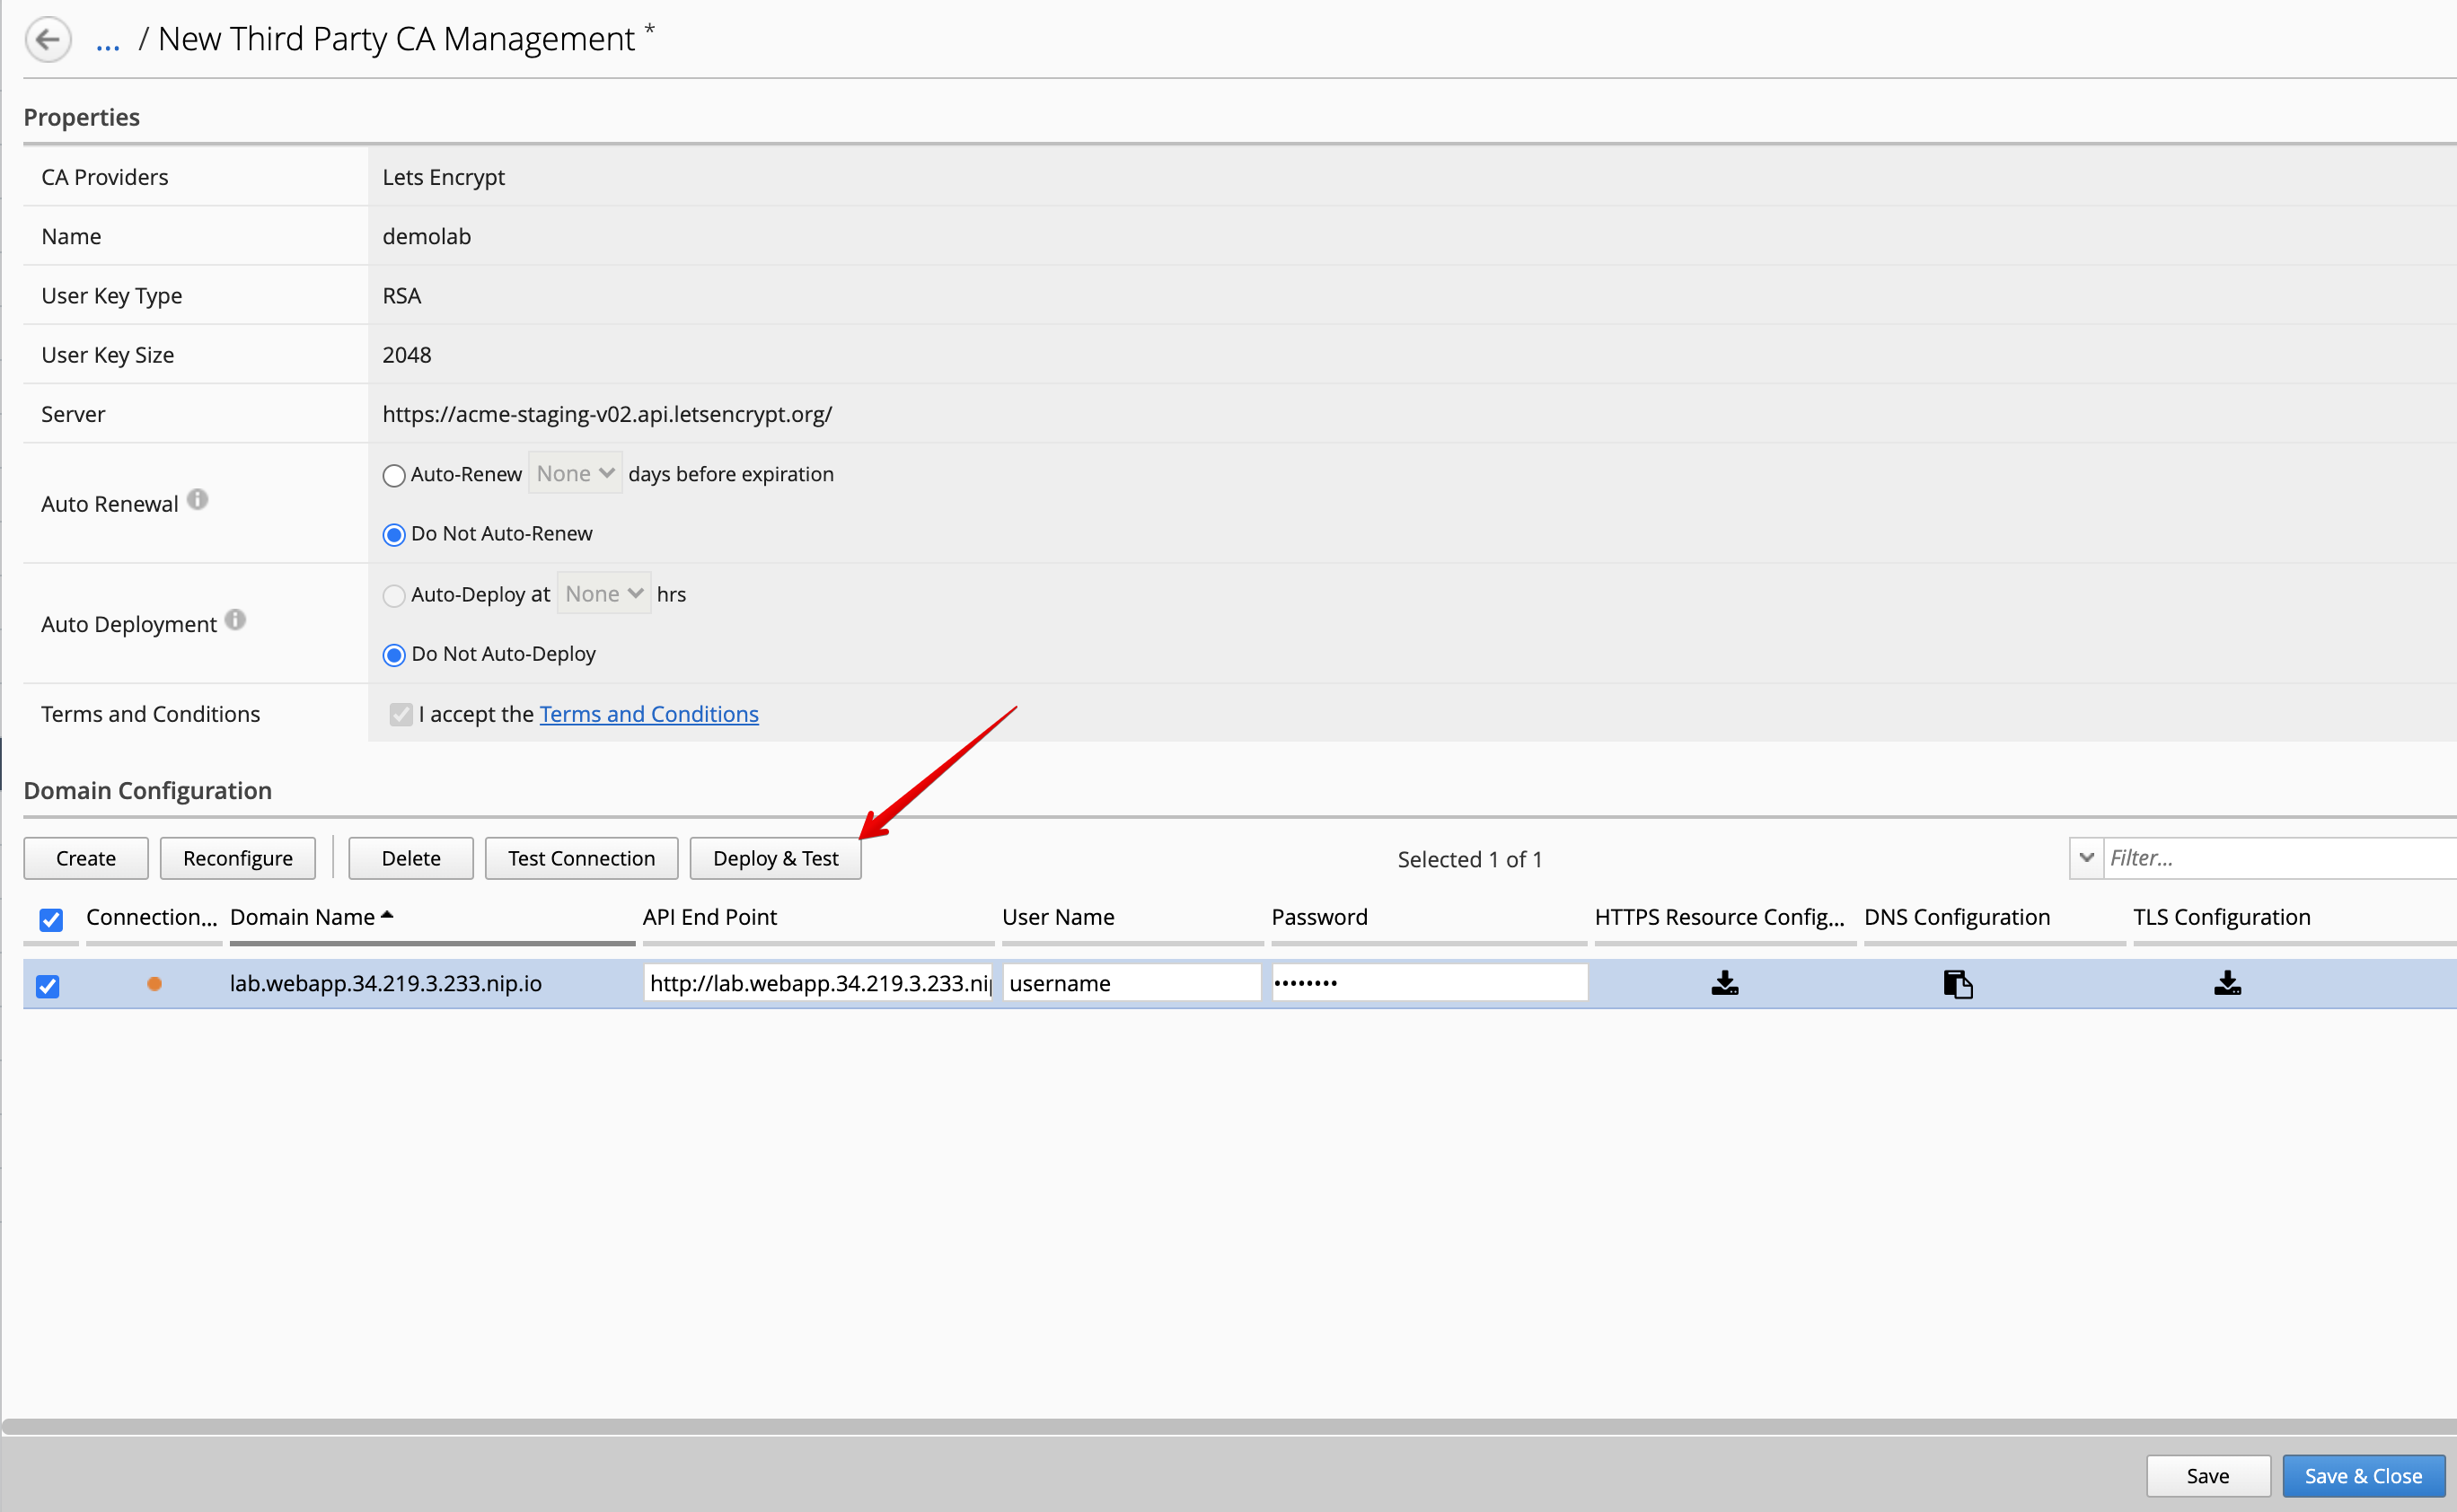 ... / New Third Party CA Management *
Properties
CA Providers Lets Encrypt
Name demolab
User Key Type RSA
User Key Size 2048
Server https://acme-staging-v02.api.letsencrypt.org/
Auto Renewal
Auto-Renew None days before expiration
Do Not Auto-Renew
Auto Deployment
Auto-Deploy at None hrs
Do Not Auto-Deploy
Terms and Conditions I accept the Terms and Conditions
Domain Configuration
Create Reconfigure Delete Test Connection Deploy & Test Selected 1 of 1 Filter...
Connection... Domain Name API End Point User Name Password HTTPS Resource Config... DNS Configuration TLS Configuration
lab.webapp.34.219.3.233.nip.io http://lab.webapp.34.219.3.233.nip username ••••••••
Save Save & Close